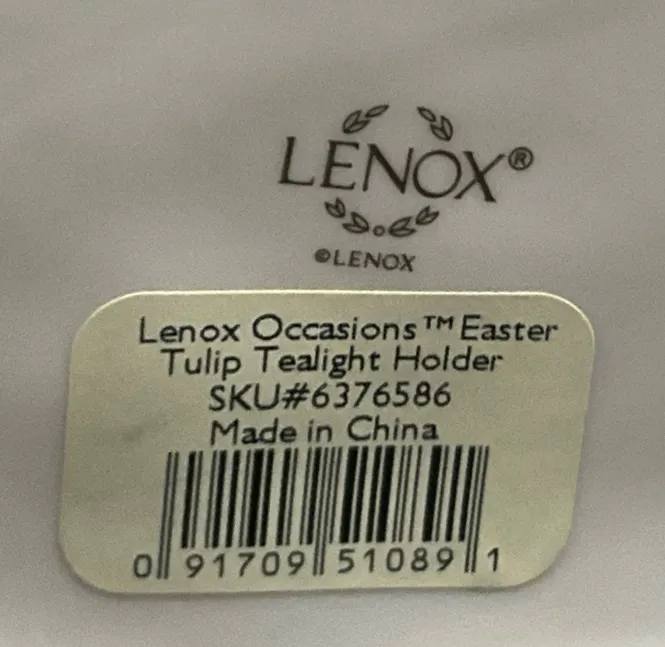 LENOX®
©LENOX
Lenox Occasions™ Easter
Tulip Tealight Holder
SKU#6376586
Made in China
0 91709 51089 1